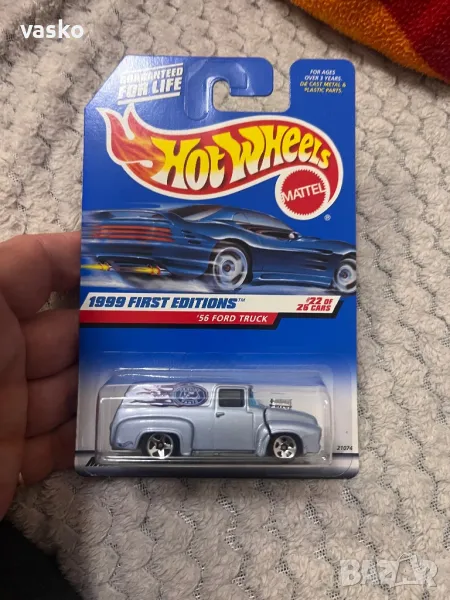 vasko
GUARANTEED
FOR LIFE
FOR AGES
OVER 3 YEARS.
DIE CAST METAL &
PLASTIC PARTS.
HOT WHEELS
MATTEL
®
1999 FIRST EDITIONS™
#22 OF
26 CARS
'56 FORD TRUCK
21074
bazar